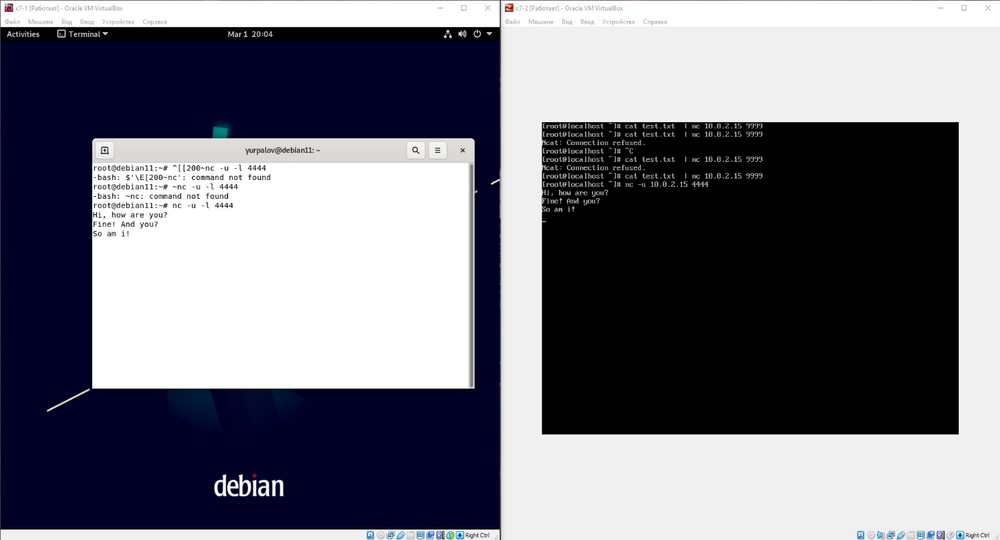 c7-1 [Работает] - Oracle VM VirtualBox
Файл Машина Вид Ввод Устройства Справка
Activities Terminal Mar 1 20:04
yurpalov@debian11: ~
root@debian11:~# ^[[200~nc -u -l 4444
-bash: $'\E[200~nc': command not found
root@debian11:~# ~nc -u -l 4444
-bash: ~nc: command not found
root@debian11:~# nc -u -l 4444
Hi, how are you?
Fine! And you?
So am i!
debian
Right Ctrl
c7-2 [Работает] - Oracle VM VirtualBox
Файл Машина Вид Ввод Устройства Справка
[root@localhost ~]# cat test.txt  | nc 10.0.2.15 9999
[root@localhost ~]# cat test.txt  | nc 10.0.2.15 9999
Ncat: Connection refused.
[root@localhost ~]# ^C
[root@localhost ~]# cat test.txt  | nc 10.0.2.15 9999
Ncat: Connection refused.
[root@localhost ~]# cat test.txt  | nc 10.0.2.15 9999
[root@localhost ~]# nc -u 10.0.2.15 4444
Hi, how are you?
Fine! And you?
So am i!
Right Ctrl